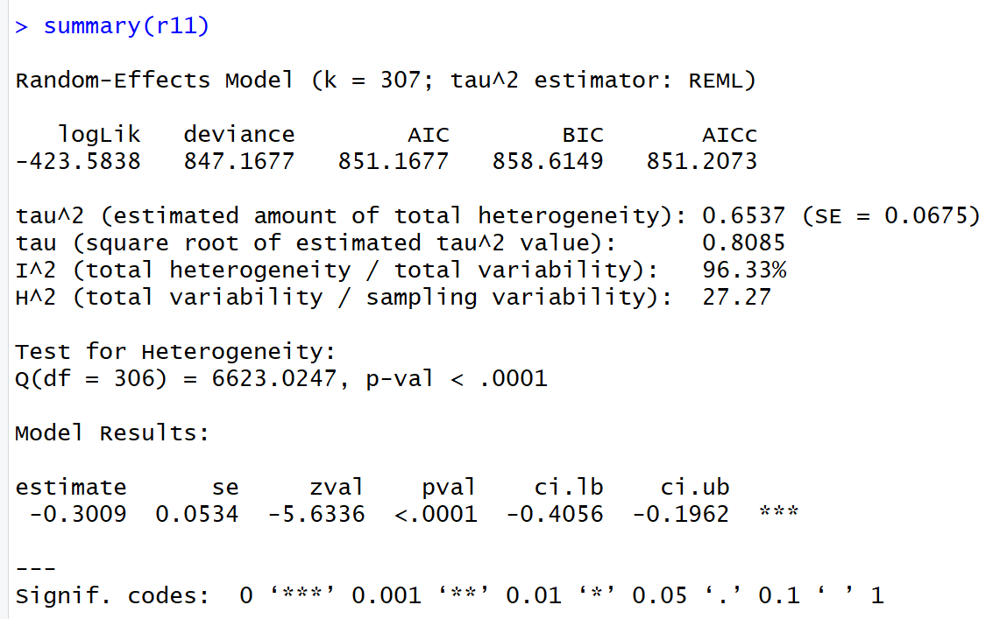 > summary(r11)
Random-Effects Model (k = 307; tau^2 estimator: REML)
logLik deviance AIC BIC AICc
-423.5838 847.1677 851.1677 858.6149 851.2073
tau^2 (estimated amount of total heterogeneity): 0.6537 (SE = 0.0675)
tau (square root of estimated tau^2 value): 0.8085
I^2 (total heterogeneity / total variability): 96.33%
H^2 (total variability / sampling variability): 27.27
Test for Heterogeneity:
Q(df = 306) = 6623.0247, p-val < .0001
Model Results:
estimate se zval pval ci.lb ci.ub
-0.3009 0.0534 -5.6336 <.0001 -0.4056 -0.1962 ***
---
Signif. codes: 0 ‘***’ 0.001 ‘**’ 0.01 ‘*’ 0.05 ‘.’ 0.1 ‘ ’ 1